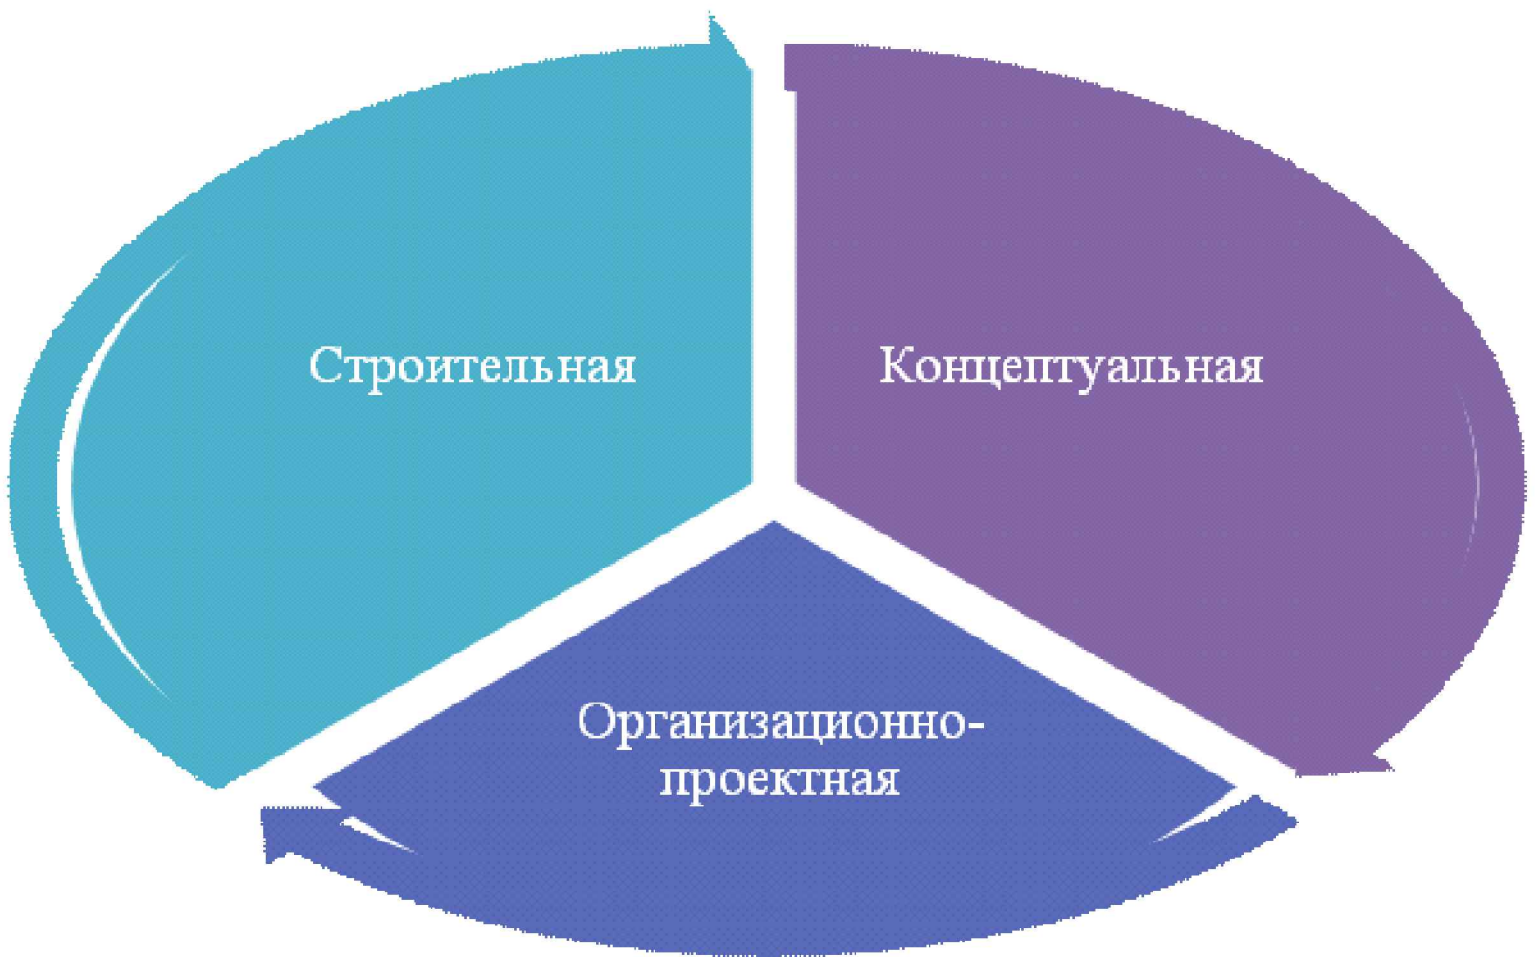 Строительная
Концептуальная
Организационно-
проектная